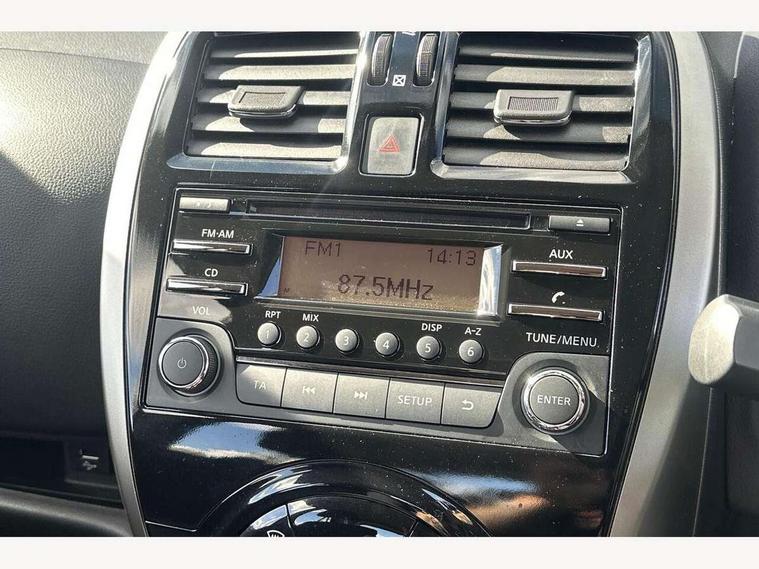 FM·AM
CD
FM1 14:13
87.5MHz
AUX
RPT MIX DISP A-Z
1 2 3 4 5 6
VOL
TUNE/MENU
TA SETUP
ENTER